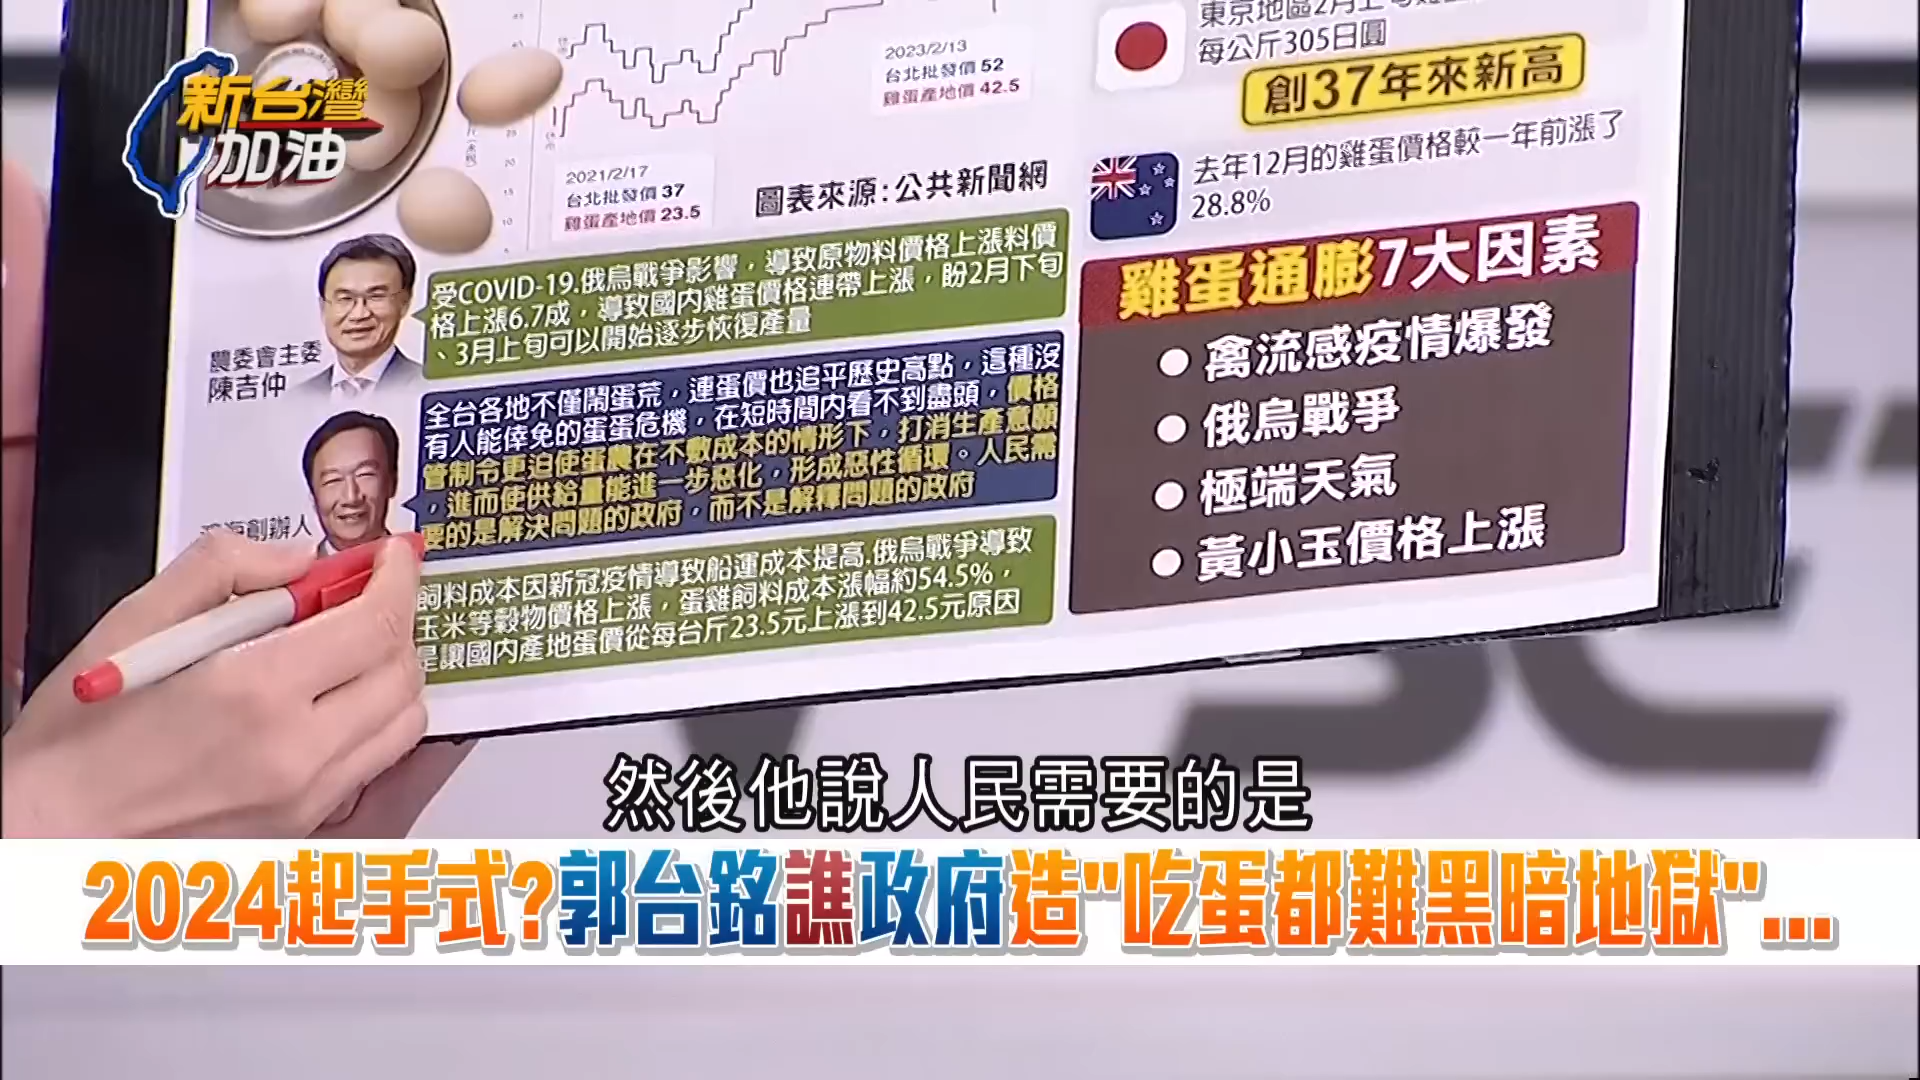 新台灣
加油
2023/2/13
台北批發價 52
雞蛋產地價 42.5
2021/2/17
台北批發價 37
雞蛋產地價 23.5
圖表來源:公共新聞網
每公斤305日圓
創37年來新高
去年12月的雞蛋價格較一年前漲了
28.8%
農委會主委
陳吉仲
受COVID-19.俄烏戰爭影響，導致原物料價格上漲料價
格上漲6.7成，導致國內雞蛋價格連帶上漲，盼2月下旬
、3月上旬可以開始逐步恢復產量
創辦人
全台各地不僅鬧蛋荒，連蛋價也追平歷史高點，這種沒
有人能倖免的蛋蛋危機，在短時間內看不到盡頭，價格
管制令更迫使蛋農在不敷成本的情形下，打消生產意願
，進而使供給量能進一步惡化，形成惡性循環。人民需
要的是解決問題的政府，而不是解釋問題的政府
飼料成本因新冠疫情導致船運成本提高.俄烏戰爭導致
玉米等穀物價格上漲，蛋雞飼料成本漲幅約54.5%，
是讓國內產地蛋價從每台斤23.5元上漲到42.5元原因
雞蛋通膨7大因素
● 禽流感疫情爆發
● 俄烏戰爭
● 極端天氣
● 黃小玉價格上漲
然後他說人民需要的是
2024起手式?郭台銘譙政府造"吃蛋都難黑暗地獄"...